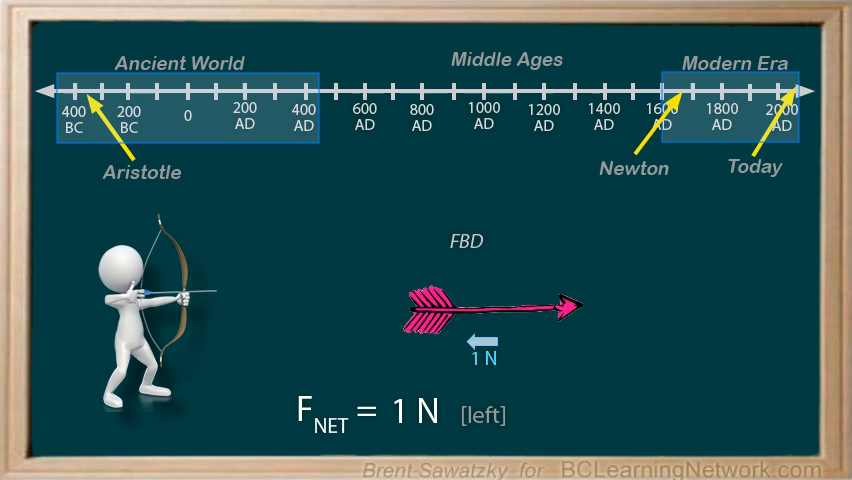 Ancient World Middle Ages Modern Era
400 BC 200 BC 0 200 AD 400 AD 600 AD 800 AD 1000 AD 1200 AD 1400 AD 1600 AD 1800 AD 2000 AD
Aristotle Newton Today
FBD
1 N
F NET = 1 N [left]
Brent Sawatzky for BCLearningNetwork.com